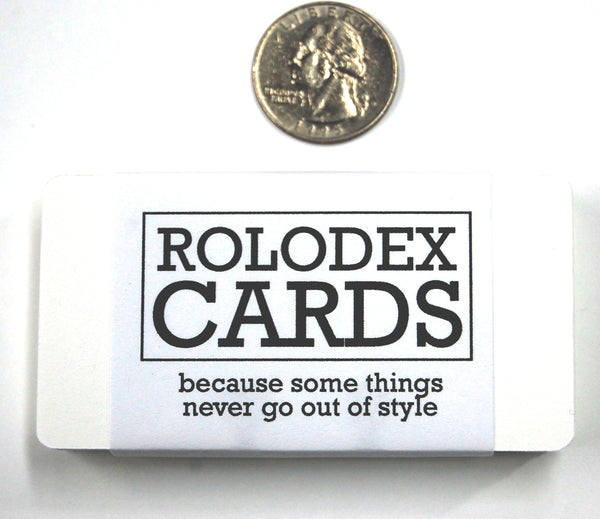 LIBERTY
ROLODEX
CARDS
because some things
never go out of style